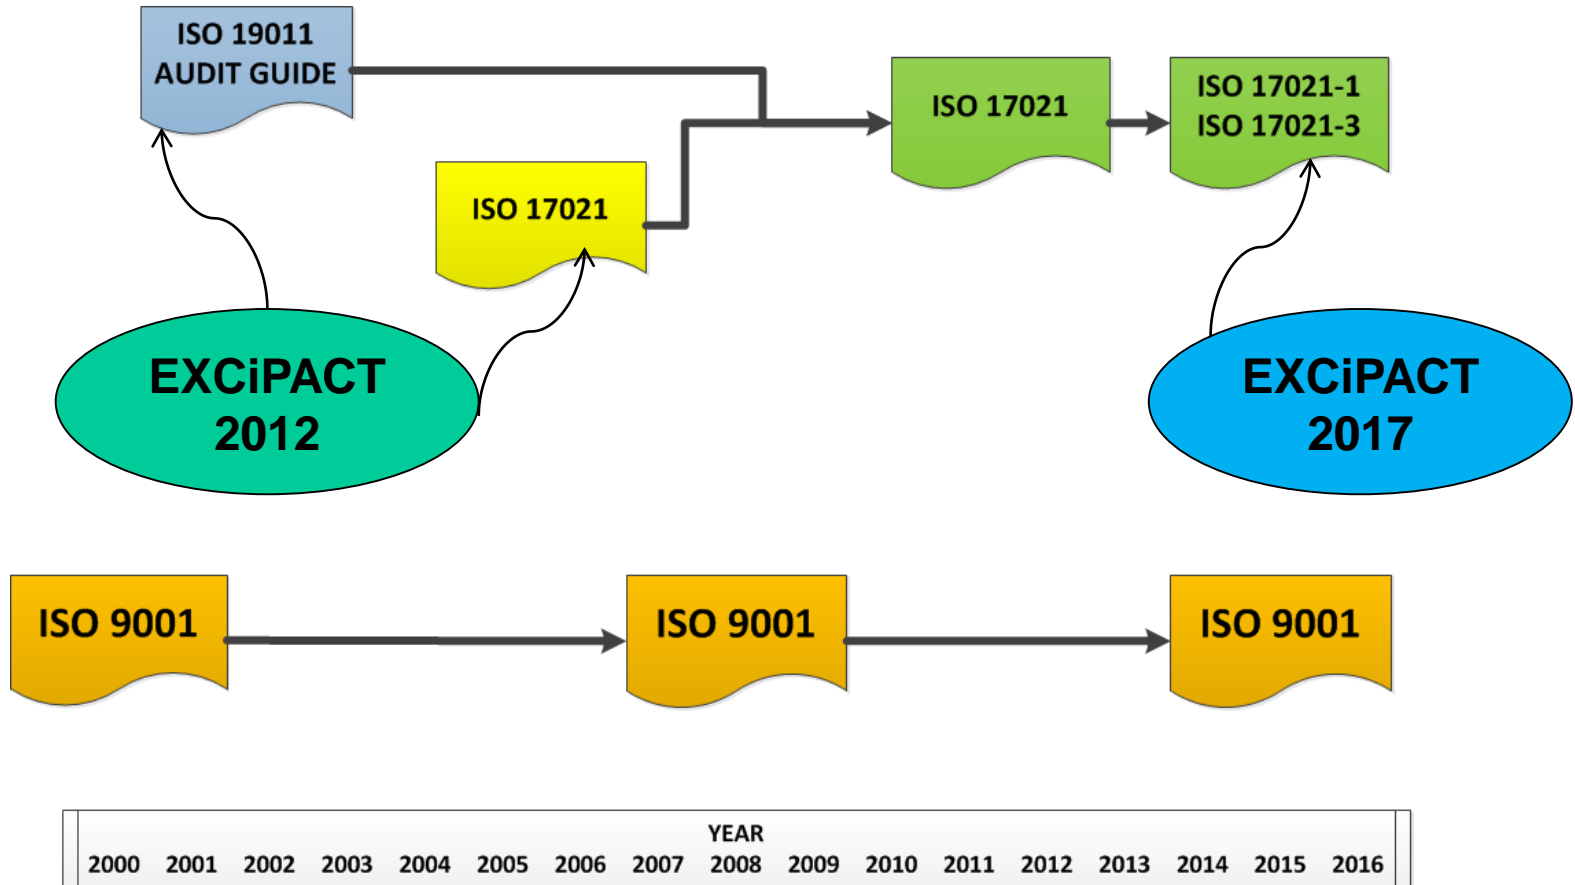 ISO 19011
AUDIT GUIDE
ISO 17021
ISO 17021
ISO 17021-1
ISO 17021-3
EXCiPACT
2012
EXCiPACT
2017
ISO 9001
ISO 9001
ISO 9001
YEAR
2000 2001 2002 2003 2004 2005 2006 2007 2008 2009 2010 2011 2012 2013 2014 2015 2016